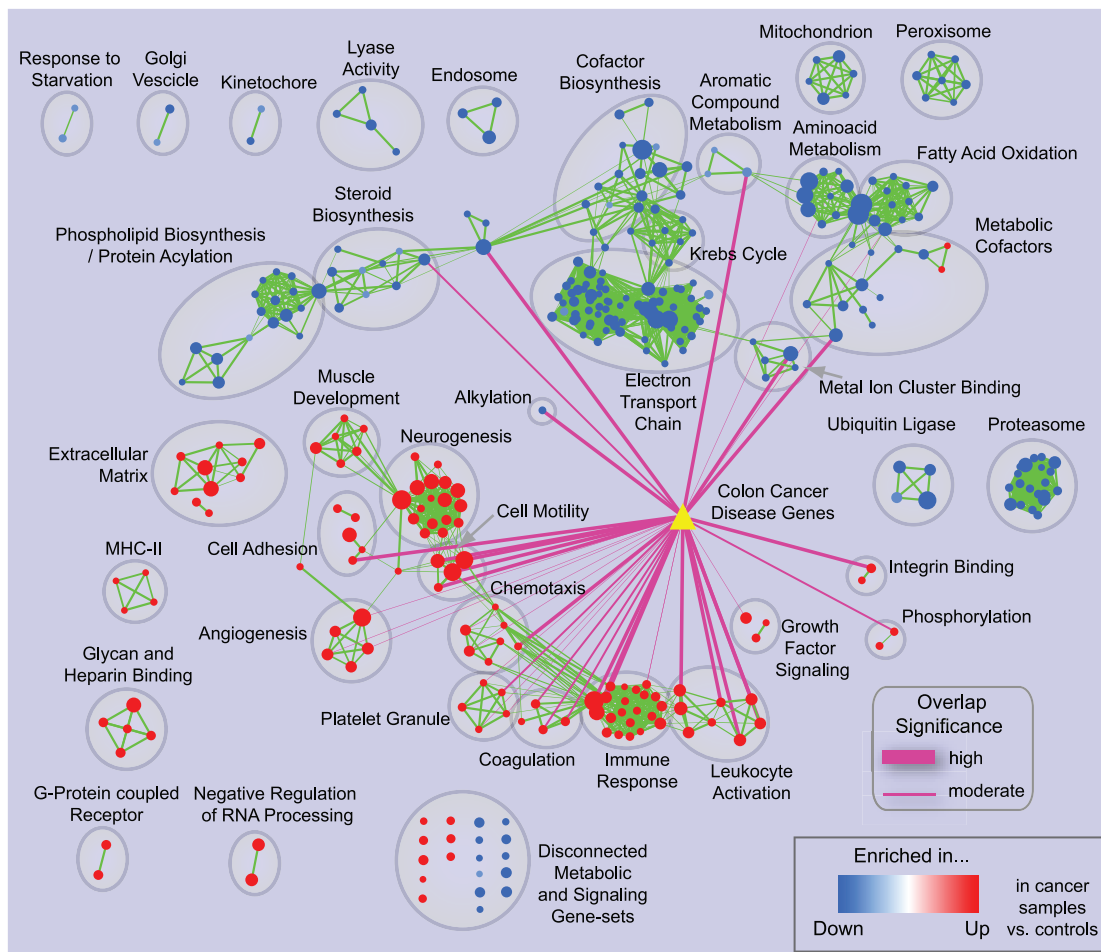 Response to
Starvation
Golgi
Vescicle
Kinetochore
Lyase
Activity
Endosome
Cofactor
Biosynthesis
Aromatic
Compound
Metabolism
Mitochondrion
Peroxisome
Aminoacid
Metabolism
Fatty Acid Oxidation
Steroid
Biosynthesis
Phospholipid Biosynthesis
/ Protein Acylation
Krebs Cycle
Metabolic
Cofactors
Electron
Transport
Chain
Metal Ion Cluster Binding
Alkylation
Muscle
Development
Neurogenesis
Extracellular
Matrix
Ubiquitin Ligase
Proteasome
Colon Cancer
Disease Genes
Cell Motility
Cell Adhesion
MHC-II
Chemotaxis
Integrin Binding
Phosphorylation
Angiogenesis
Growth
Factor
Signaling
Glycan and
Heparin Binding
Platelet Granule
Coagulation
Immune
Response
Leukocyte
Activation
Overlap
Significance
high
moderate
G-Protein coupled
Receptor
Negative Regulation
of RNA Processing
Disconnected
Metabolic
and Signaling
Gene-sets
Enriched in...
Down
Up
in cancer
samples
vs. controls